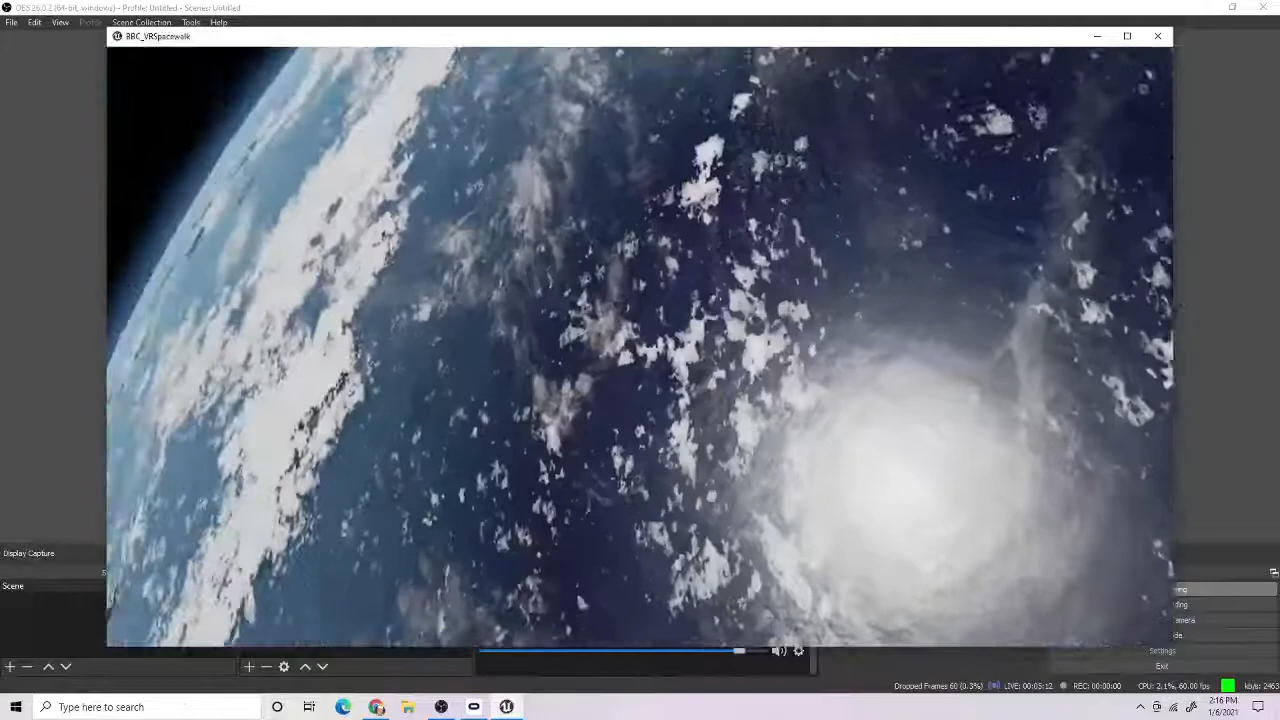 OBS 26.0.2 (64-bit, windows) - Profile: Untitled - Scenes: Untitled
File Edit View Profile Scene Collection Tools Help
BBC_VRSpacewalk
Display Capture
Scene
Settings
Exit
Dropped Frames 60 (0.3%) LIVE: 00:05:12 REC: 00:00:00 CPU: 2.1%, 60.00 fps kb/s: 2463
Type here to search
2:16 PM
1/6/2021